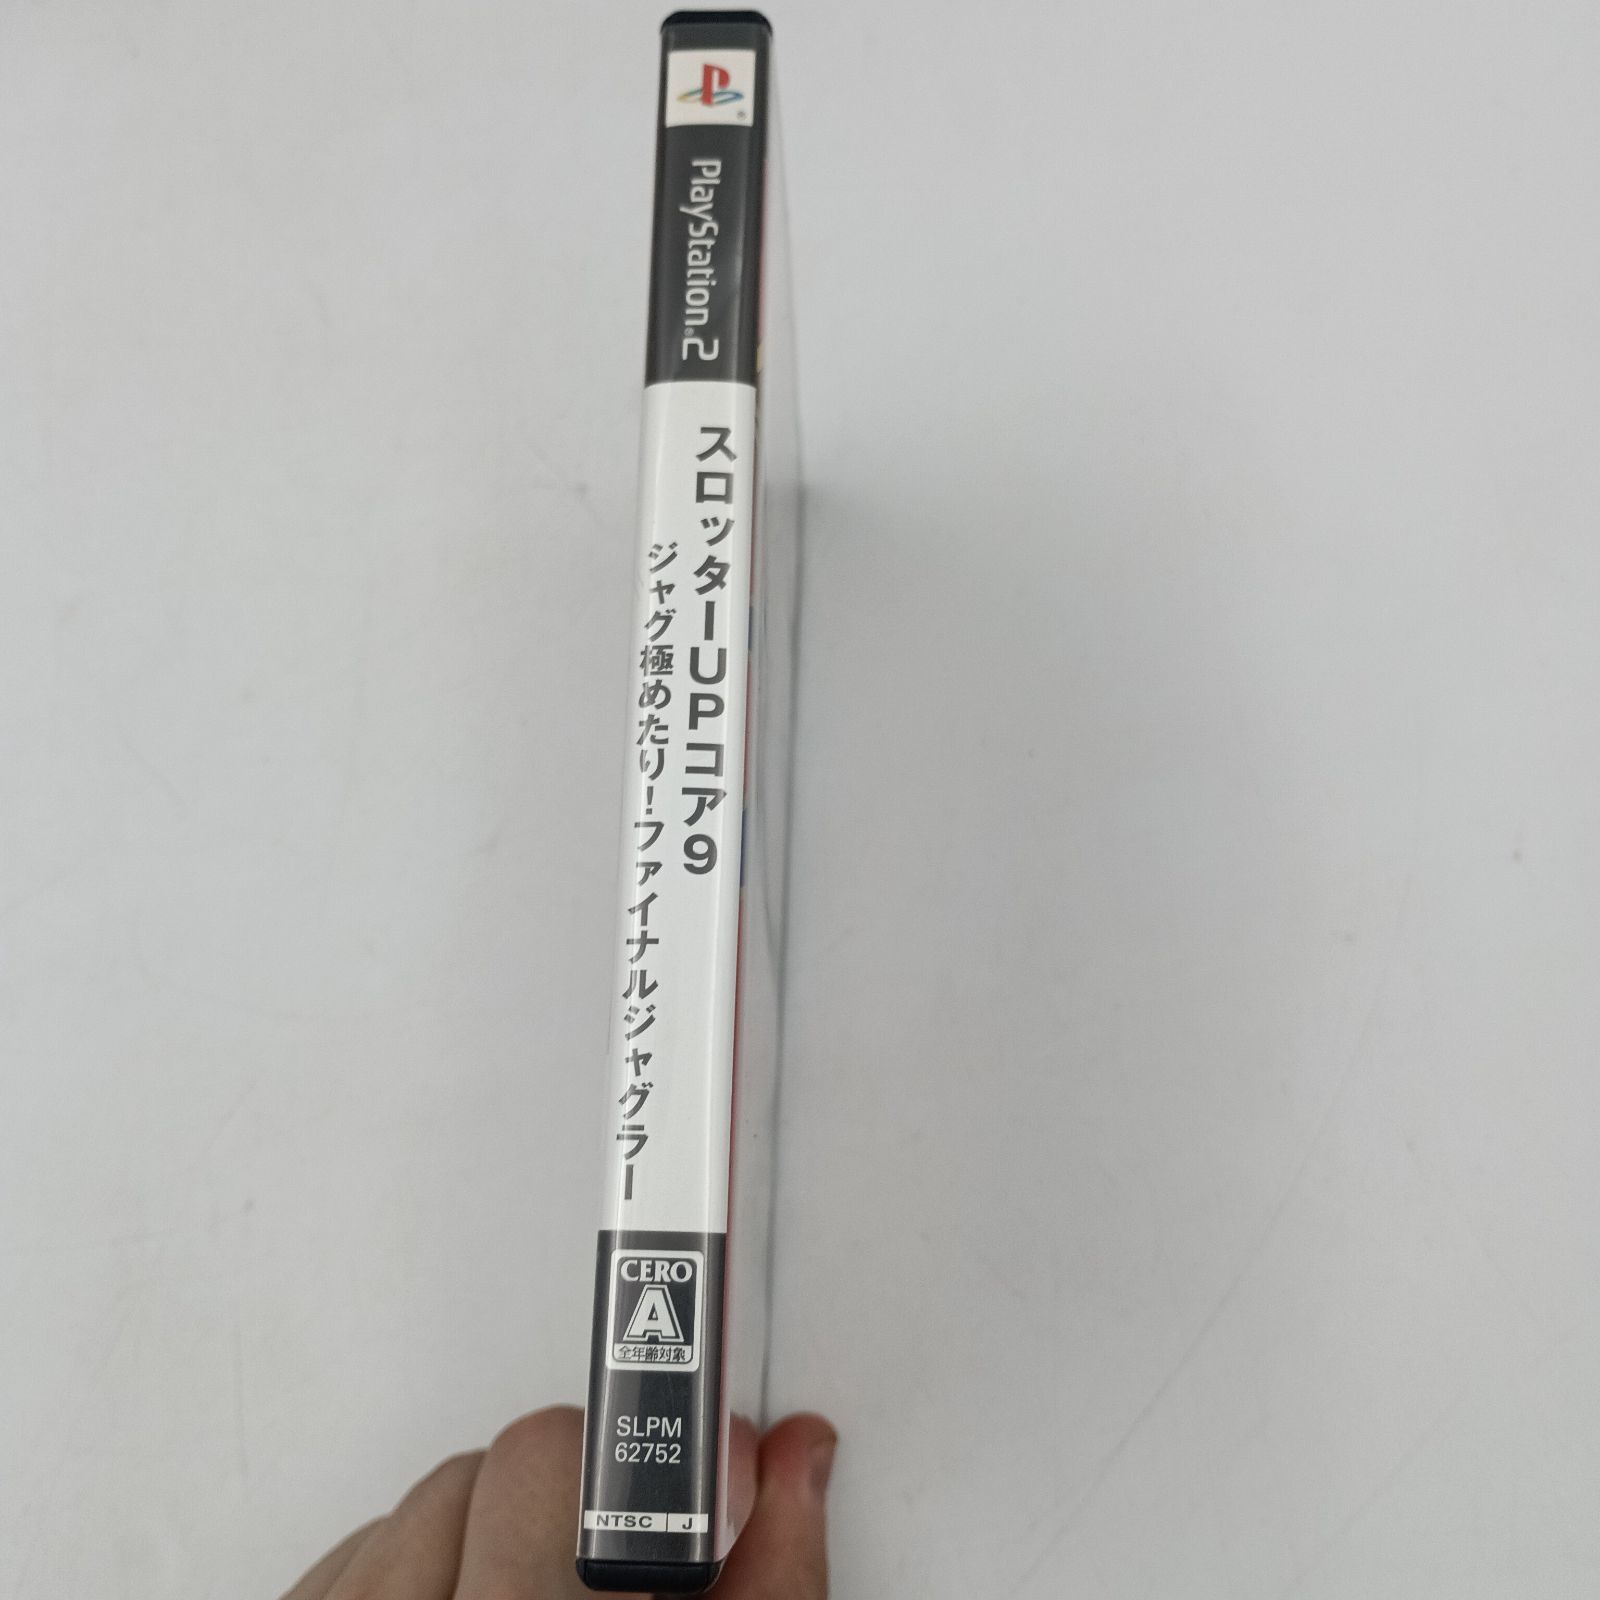 PlayStation®2
スロッターUPコア9
ジャグ極めたり!ファイナルジャグラー
CERO
A
全年齢対象
SLPM
62752
NTSC J